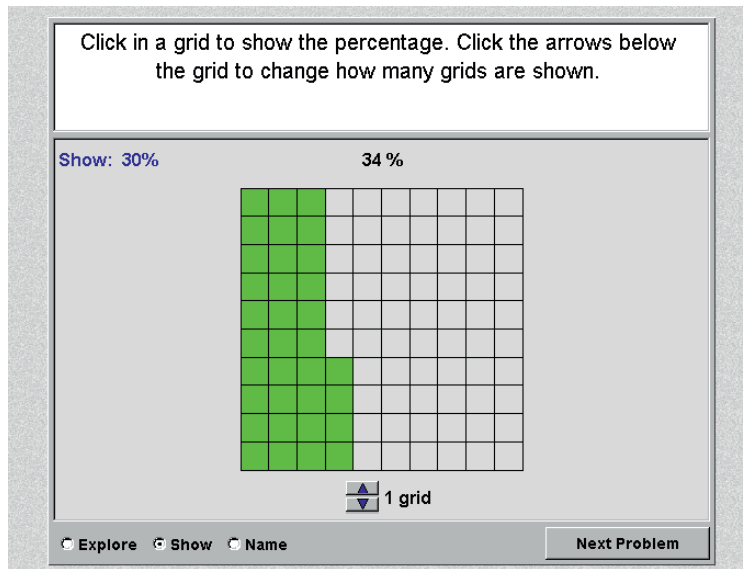 Click in a grid to show the percentage. Click the arrows below
the grid to change how many grids are shown.
Show: 30%
34 %
1 grid
Explore Show Name
Next Problem